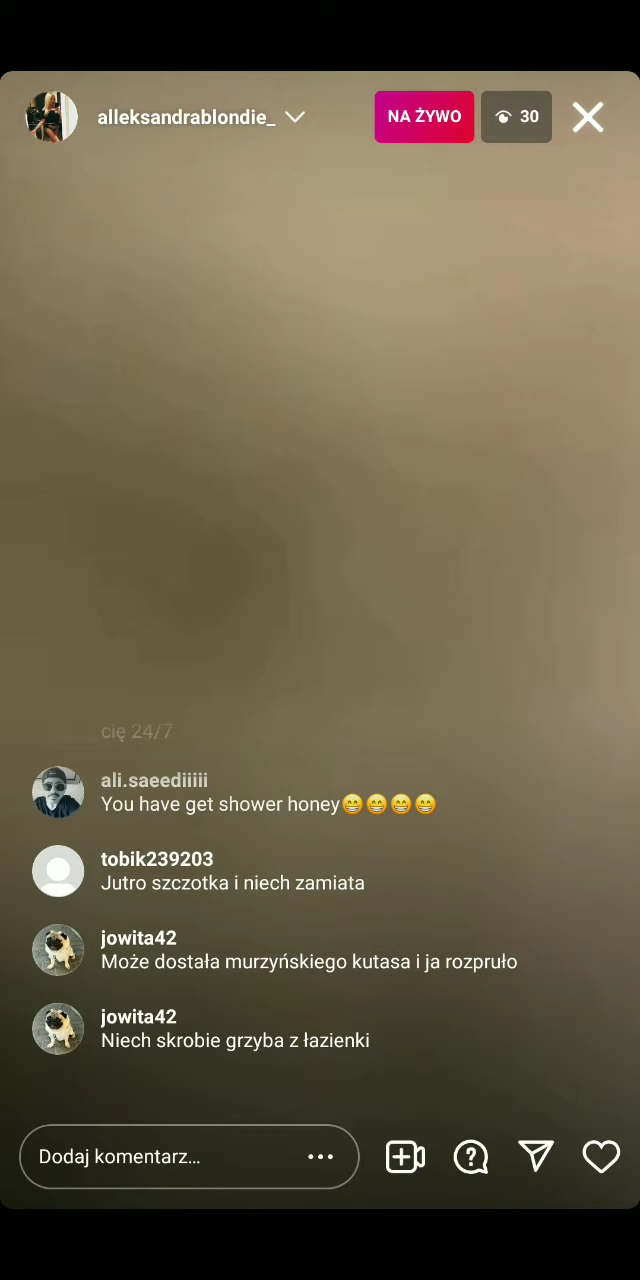 alleksandrablondie_
NA ŻYWO
30
cię 24/7
ali.saeediiiii
You have get shower honey😁😁😁😁
tobik239203
Jutro szczotka i niech zamiata
jowita42
Może dostała murzyńskiego kutasa i ja rozpruło
jowita42
Niech skrobie grzyba z łazienki
Dodaj komentarz...